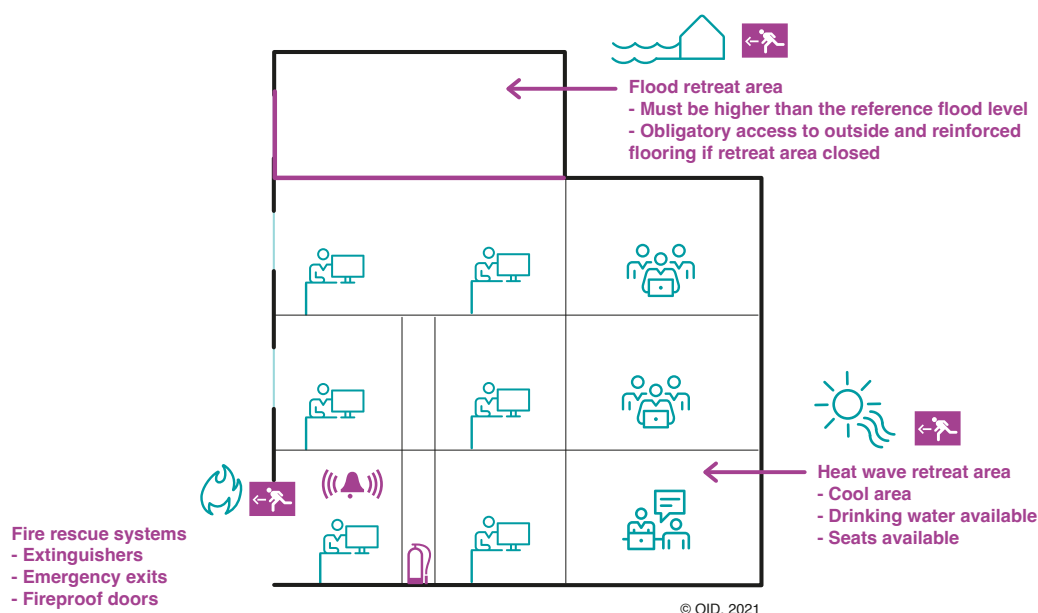 Flood retreat area
- Must be higher than the reference flood level
- Obligatory access to outside and reinforced
flooring if retreat area closed
Heat wave retreat area
- Cool area
- Drinking water available
- Seats available
Fire rescue systems
- Extinguishers
- Emergency exits
- Fireproof doors
© OID, 2021